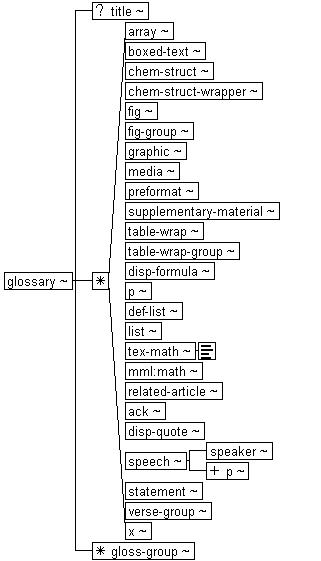 ? title ~
array ~
boxed-text ~
chem-struct ~
chem-struct-wrapper ~
fig ~
fig-group ~
graphic ~
media ~
preformat ~
supplementary-material ~
table-wrap ~
table-wrap-group ~
disp-formula ~
glossary ~ *
p ~
def-list ~
list ~
tex-math ~
mml:math ~
related-article ~
ack ~
disp-quote ~
speaker ~
speech ~
+ p ~
statement ~
verse-group ~
x ~
* gloss-group ~